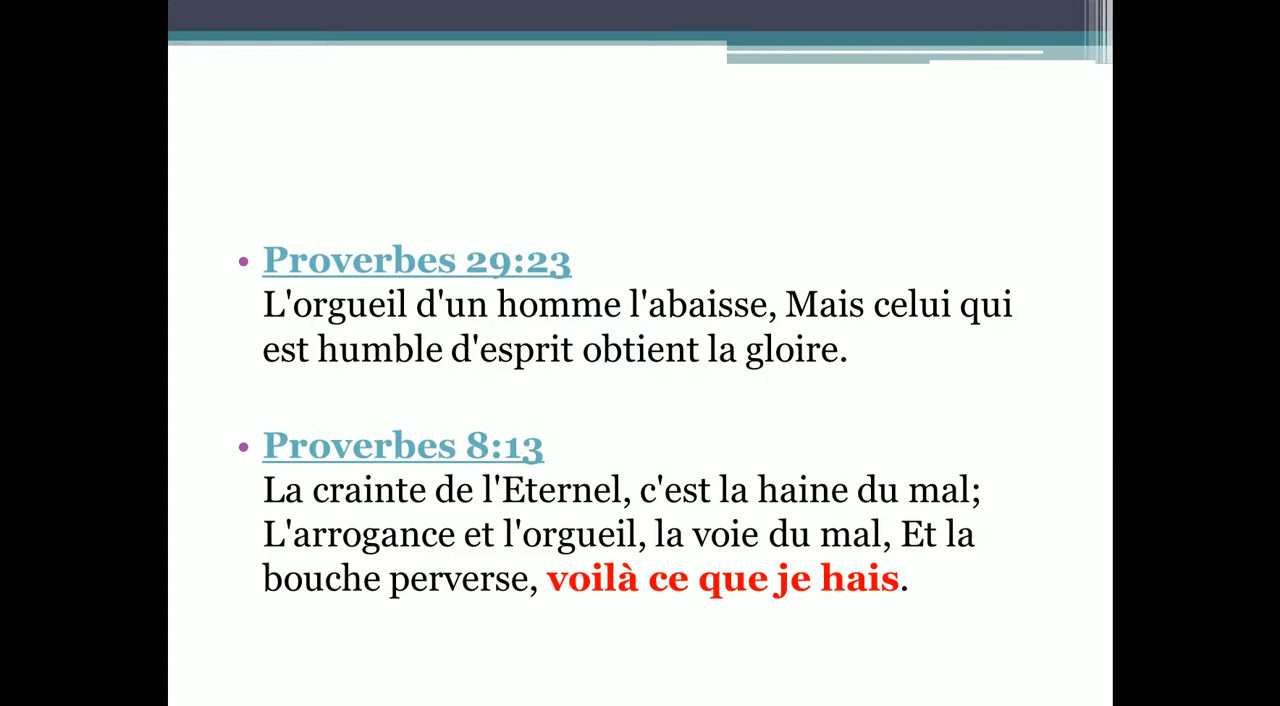 • Proverbes 29:23
L'orgueil d'un homme l'abaisse, Mais celui qui
est humble d'esprit obtient la gloire.
• Proverbes 8:13
La crainte de l'Eternel, c'est la haine du mal;
L'arrogance et l'orgueil, la voie du mal, Et la
bouche perverse, voilà ce que je hais.